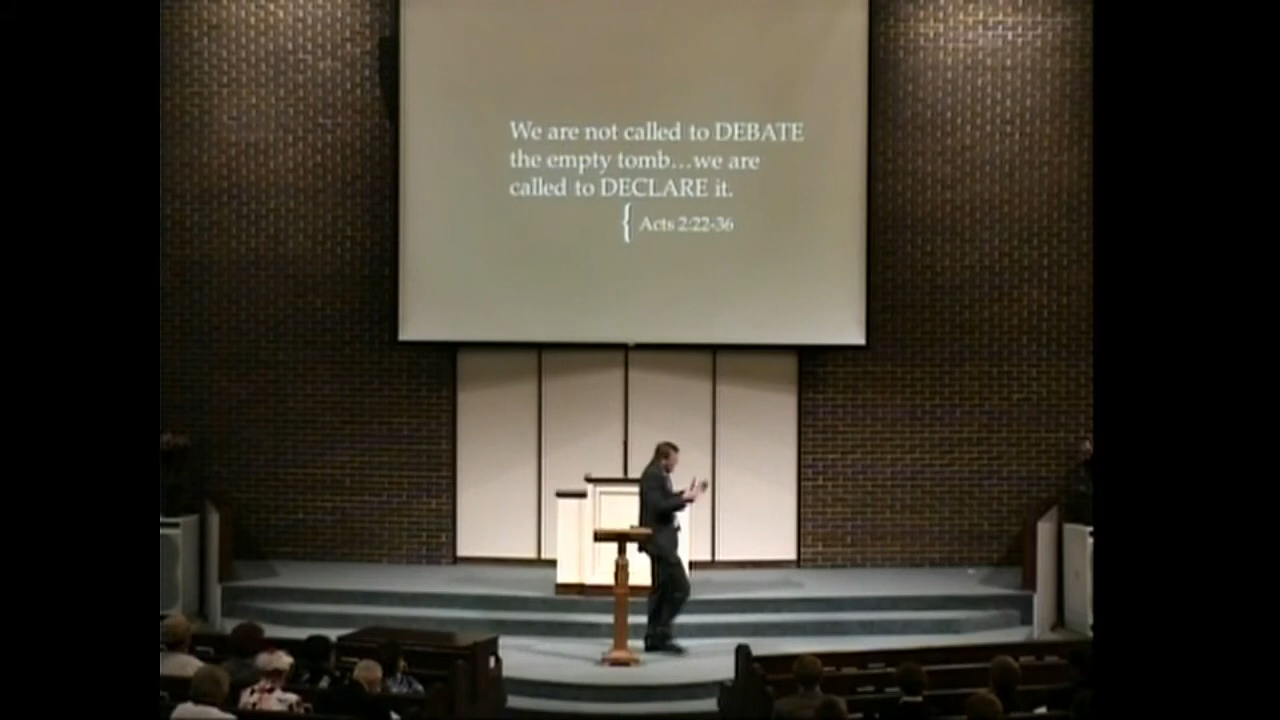 We are not called to DEBATE
the empty tomb...we are
called to DECLARE it.
{ Acts 2:22-36